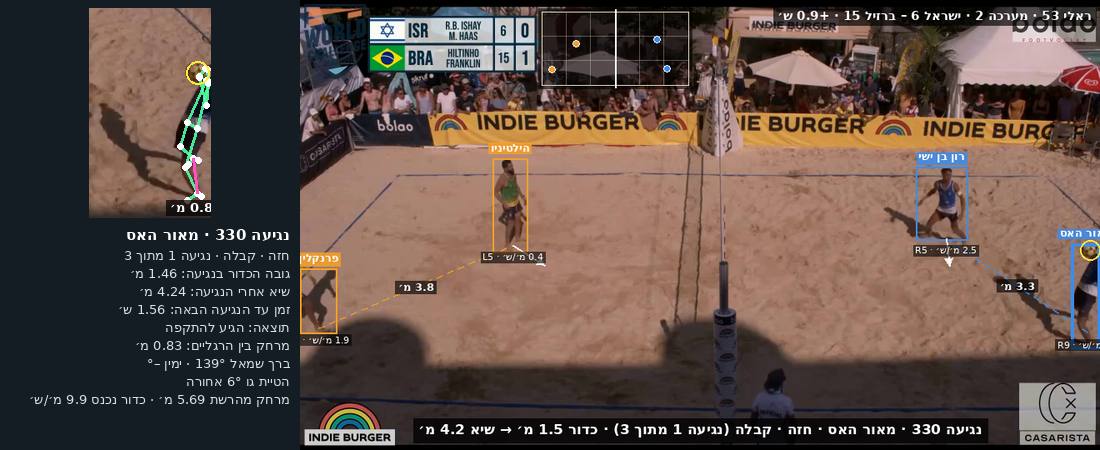 ראלי 53 · מערכה 2 · ישראל 6 – ברזיל 15 · +0.9 ש׳
ISR R.B. ISHAY M. HAAS 6 0
BRA HILTINHO FRANKLIN 15 1
bolao
FOOTVOLLEY
INDIE BURGER
bolao
INDIE BURGER
bolao
BURGER
הילטיניו
L5 · 0.4 מ׳/ש׳
רון בן ישי
R5 · 2.5 מ׳/ש׳
פרנקלין
1.9 מ׳/ש׳
3.8 מ׳
3.3 מ׳
אור האס
R9 · מ׳/ש׳
0.8 מ׳
נגיעה 330 · מאור האס
חזה · קבלה · נגיעה 1 מתוך 3
גובה הכדור בנגיעה: 1.46 מ׳
שיא אחרי הנגיעה: 4.24 מ׳
זמן עד הנגיעה הבאה: 1.56 ש׳
תוצאה: הגיע להתקפה
מרחק בין הרגליים: 0.83 מ׳
ברך שמאל 139° · ימין –°
הטיית גו 6° אחורה
מרחק מהרשת 5.69 מ׳ · כדור נכנס 9.9 מ׳/ש׳
נגיעה 330 · מאור האס · חזה · קבלה (נגיעה 1 מתוך 3) · כדור 1.5 מ׳ → שיא 4.2 מ׳
INDIE BURGER
CASARISTA